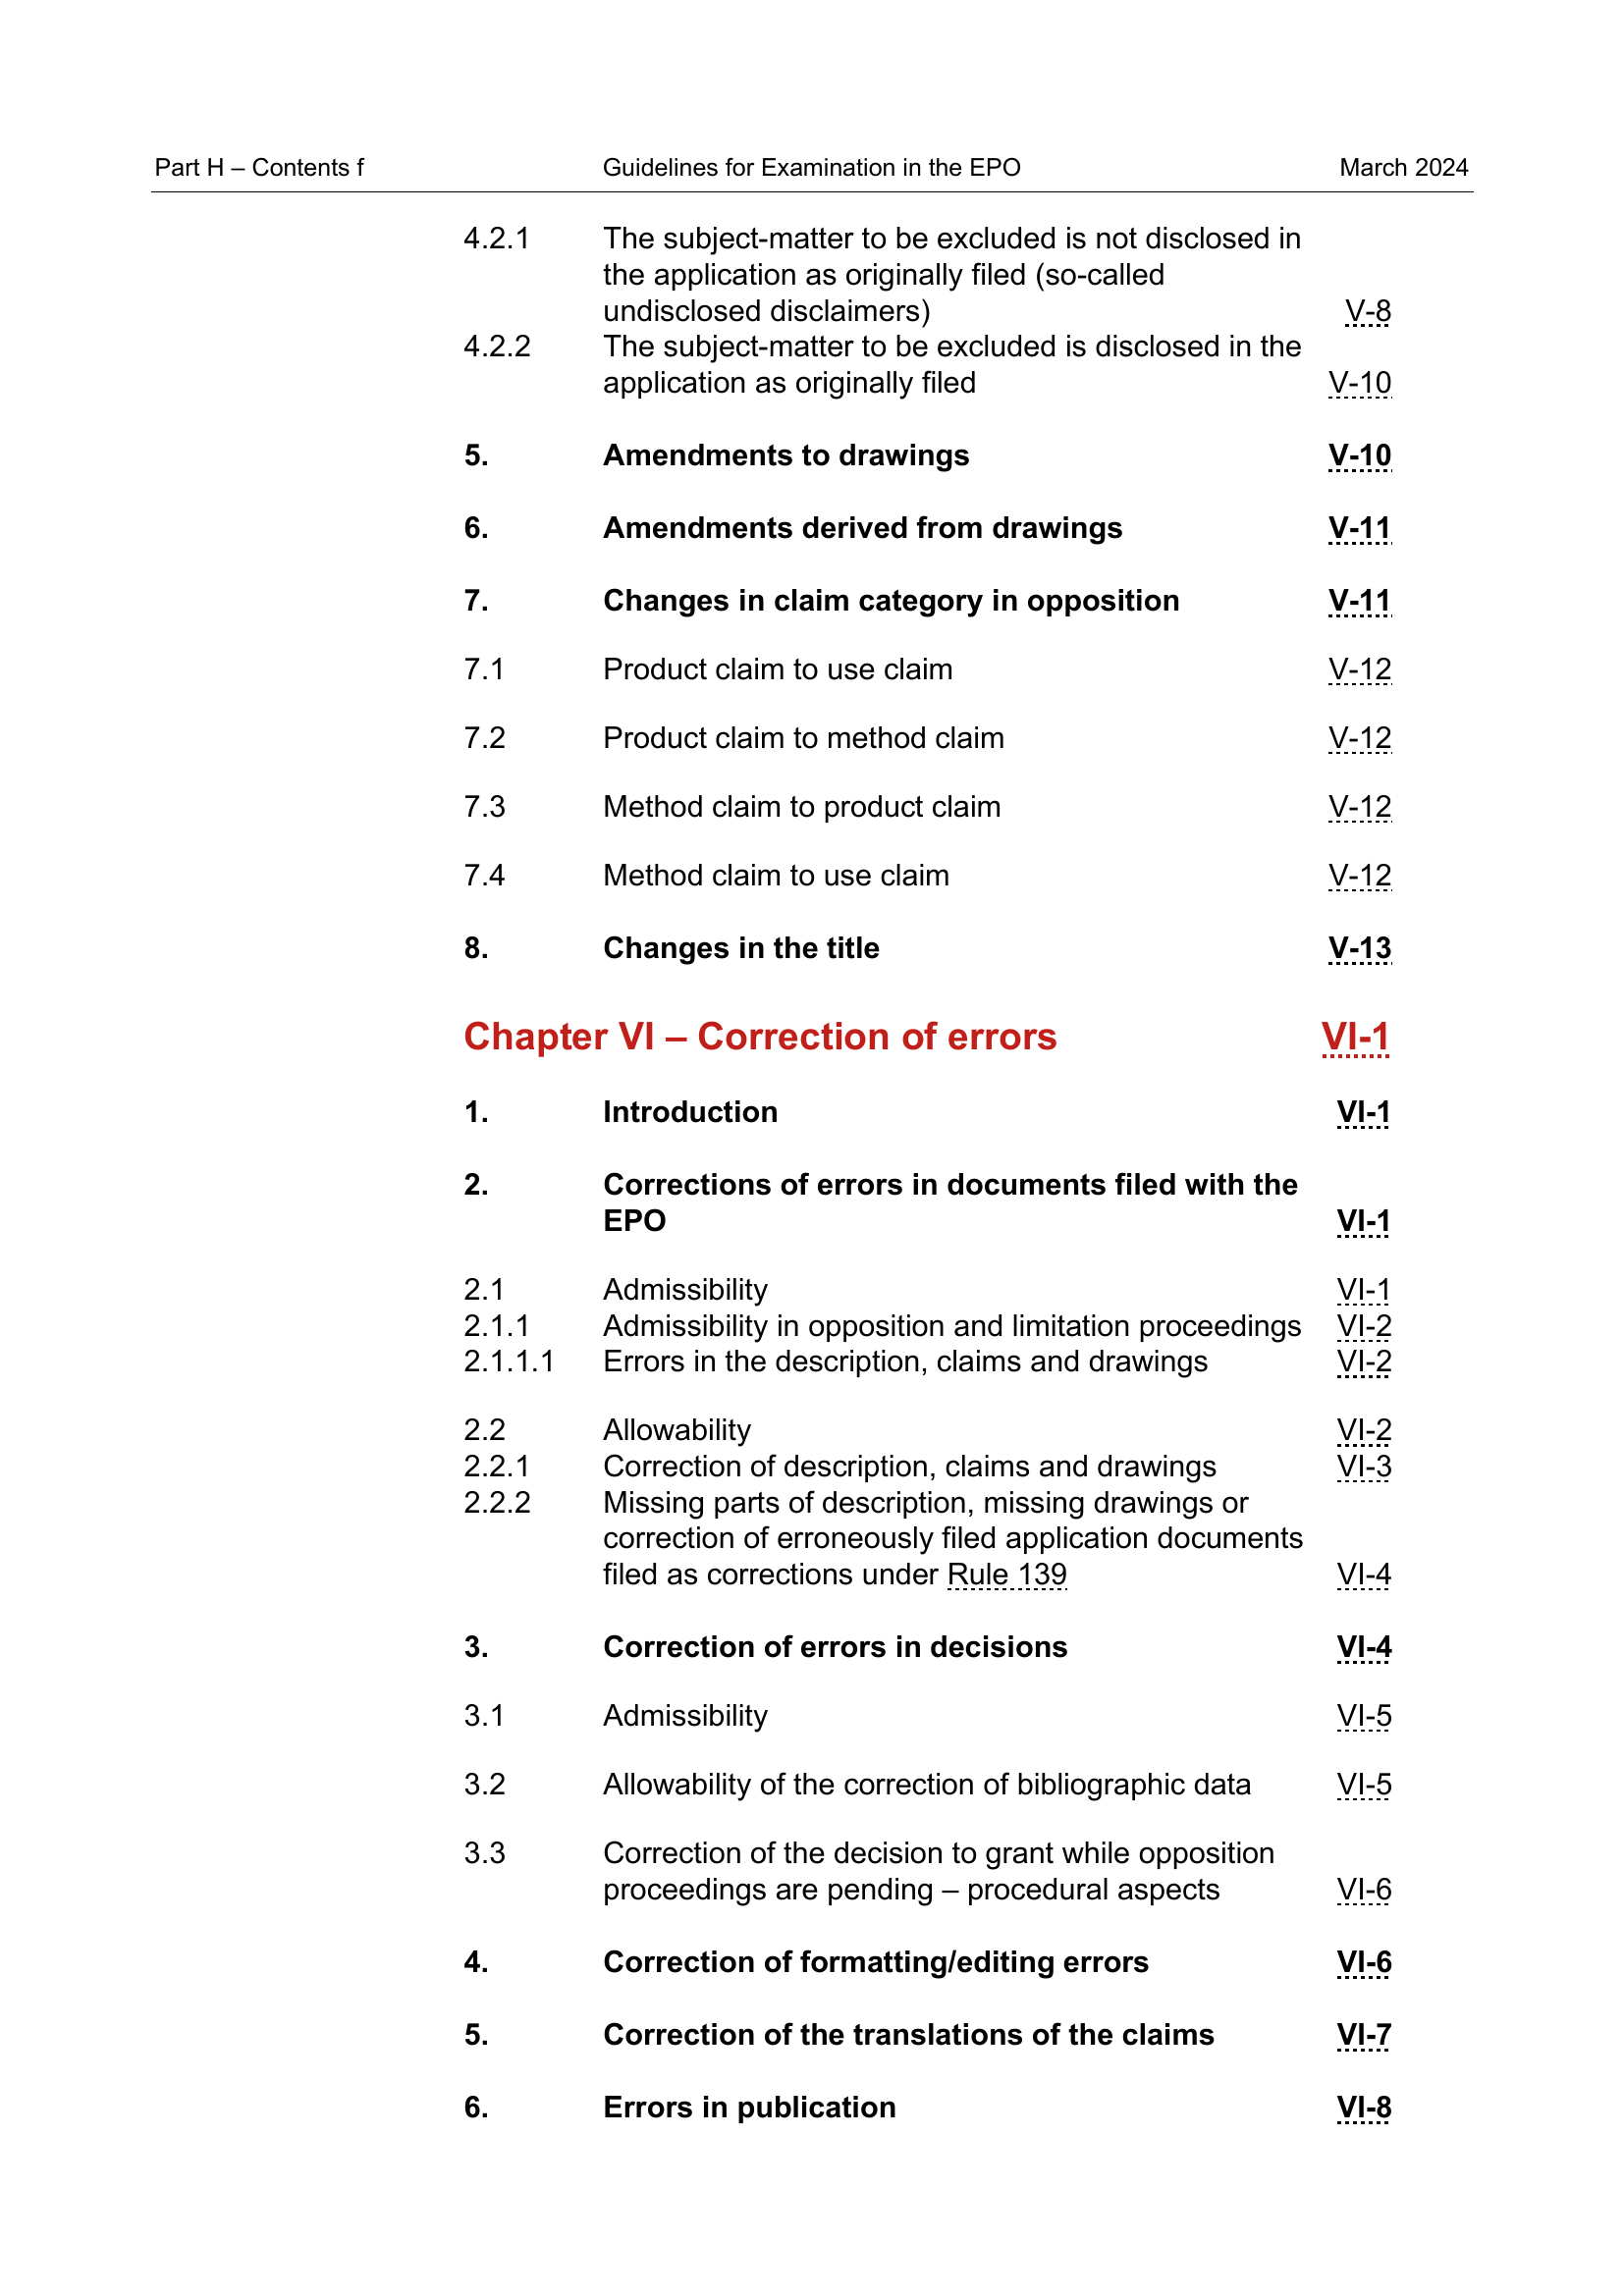 Part H – Contents f Guidelines for Examination in the EPO March 2024
4.2.1 The subject-matter to be excluded is not disclosed in
the application as originally filed (so-called
undisclosed disclaimers) V-8
4.2.2 The subject-matter to be excluded is disclosed in the
application as originally filed V-10
5. Amendments to drawings V-10
6. Amendments derived from drawings V-11
7. Changes in claim category in opposition V-11
7.1 Product claim to use claim V-12
7.2 Product claim to method claim V-12
7.3 Method claim to product claim V-12
7.4 Method claim to use claim V-12
8. Changes in the title V-13
Chapter VI – Correction of errors VI-1
1. Introduction VI-1
2. Corrections of errors in documents filed with the
EPO VI-1
2.1 Admissibility VI-1
2.1.1 Admissibility in opposition and limitation proceedings VI-2
2.1.1.1 Errors in the description, claims and drawings VI-2
2.2 Allowability VI-2
2.2.1 Correction of description, claims and drawings VI-3
2.2.2 Missing parts of description, missing drawings or
correction of erroneously filed application documents
filed as corrections under Rule 139 VI-4
3. Correction of errors in decisions VI-4
3.1 Admissibility VI-5
3.2 Allowability of the correction of bibliographic data VI-5
3.3 Correction of the decision to grant while opposition
proceedings are pending – procedural aspects VI-6
4. Correction of formatting/editing errors VI-6
5. Correction of the translations of the claims VI-7
6. Errors in publication VI-8